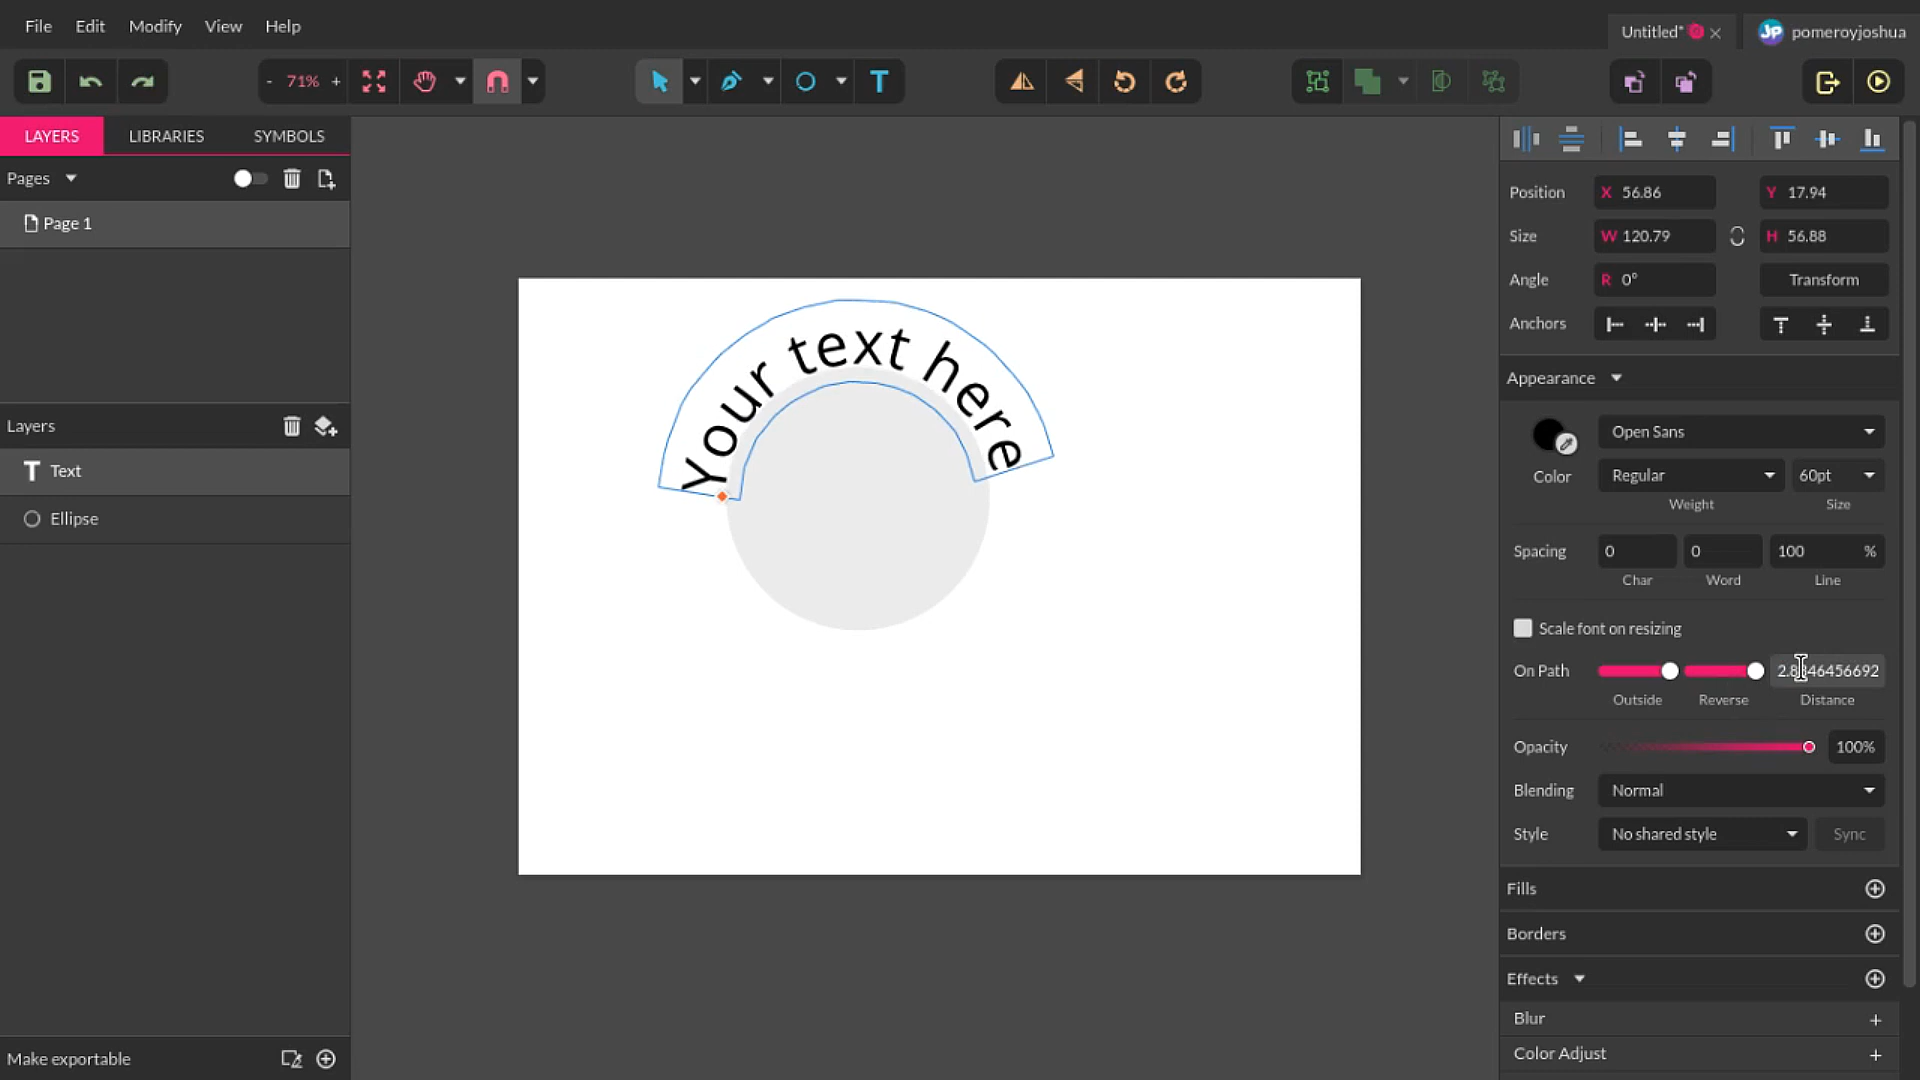 File Edit Modify View Help
Untitled* pomeroyjoshua
- 71% +
T
LAYERS LIBRARIES SYMBOLS
Pages
Page 1
Layers
T Text
Ellipse
Make exportable
Your text here
Position X 56.86 Y 17.94
Size W 120.79 H 56.88
Angle R 0° Transform
Anchors
Appearance
Open Sans
Color Regular 60pt
Weight Size
Spacing 0 0 100 %
Char Word Line
Scale font on resizing
On Path 2.8346456692
Outside Reverse Distance
Opacity 100%
Blending Normal
Style No shared style Sync
Fills
Borders
Effects
Blur +
Color Adjust +